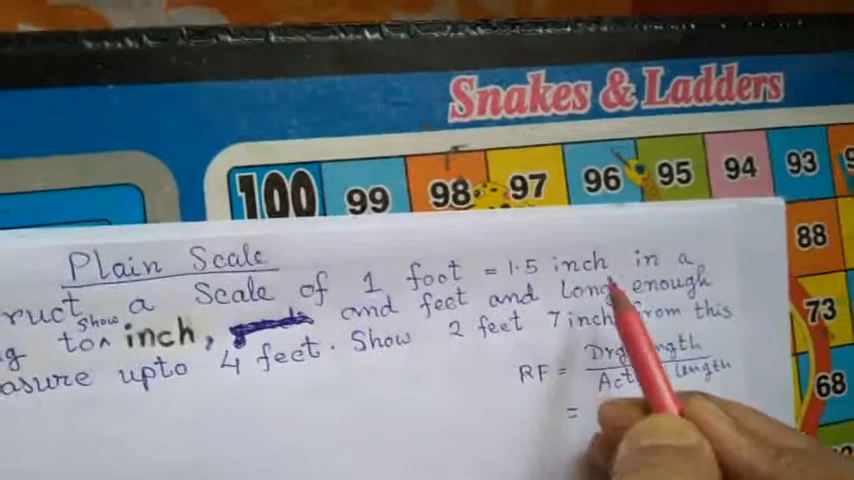 Snakes & Ladders
100 99 98 97 96 95 94 93
88
73
68
Plain Scale
ruct a Scale of 1 foot = 1.5 inch in a
g to show inch, and feet and long enough
asure upto 4 feet. Show 2 feet 7 inch from this
RF = Drg length
Act length
=